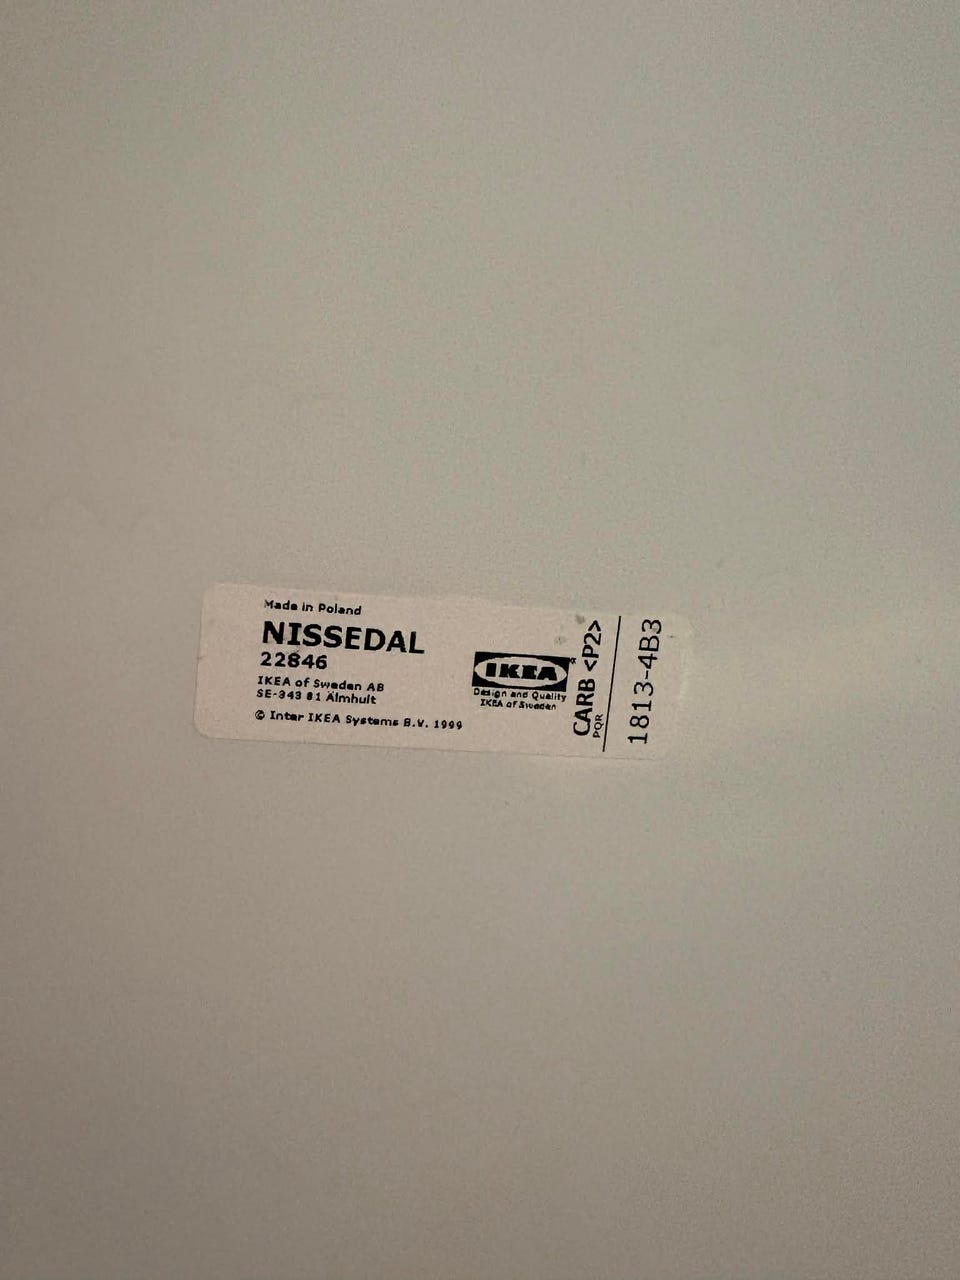 Made in Poland
NISSEDAL
22846
IKEA of Sweden AB
SE-343 81 Älmhult
© Inter IKEA Systems B.V. 1999
IKEA
Design and Quality
IKEA of Sweden
CARB <P2>
PQR
1813-4B3